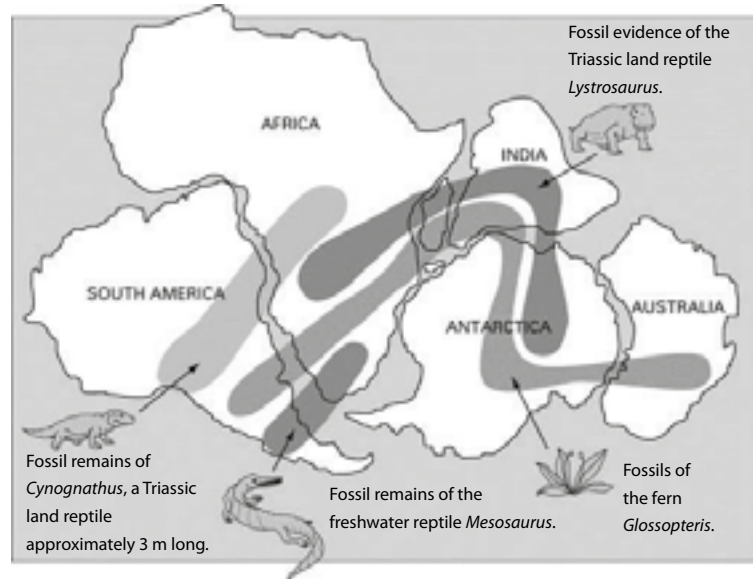 Fossil evidence of the
Triassic land reptile
Lystrosaurus.
AFRICA
INDIA
SOUTH AMERICA
ANTARCTICA
AUSTRALIA
Fossil remains of
Cynognathus, a Triassic
land reptile
approximately 3 m long.
Fossil remains of the
freshwater reptile Mesosaurus.
Fossils of
the fern
Glossopteris.